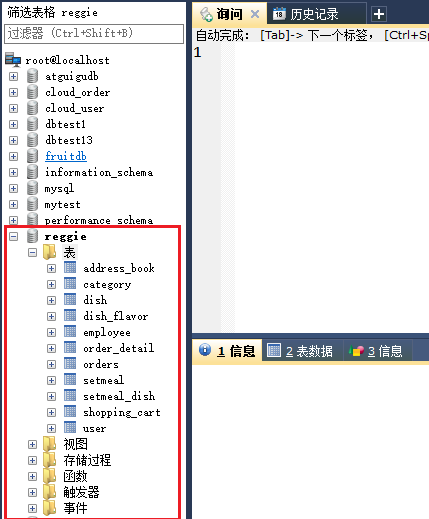 筛选表格 reggie
过滤器 (Ctrl+Shift+B)
root@localhost
atguigudb
cloud_order
cloud_user
dbtest1
dbtest13
fruitdb
information_schema
mysql
mytest
performance_schema
reggie
表
address_book
category
dish
dish_flavor
employee
order_detail
orders
setmeal
setmeal_dish
shopping_cart
user
视图
存储过程
函数
触发器
事件
询问
历史记录
自动完成: [Tab]-> 下一个标签, [Ctrl+Sp
1
1 信息
2 表数据
3 信息